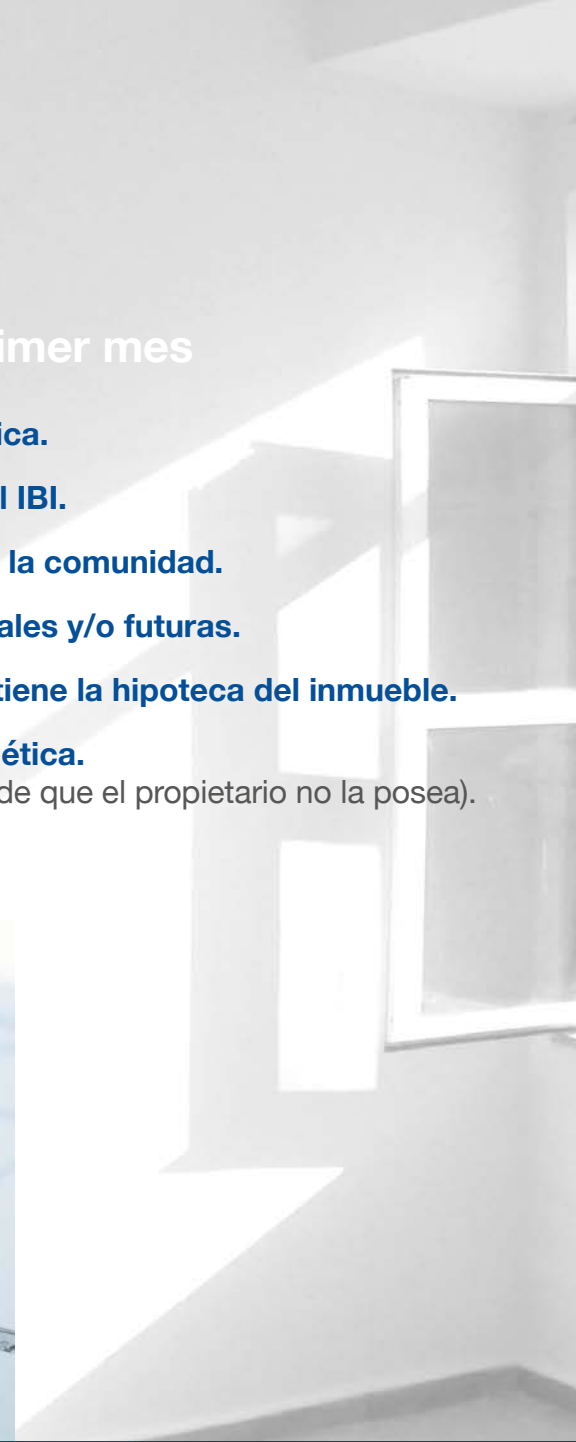 imer mes
ica.
l IBI.
la comunidad.
ales y/o futuras.
tiene la hipoteca del inmueble.
ética.
de que el propietario no la posea).